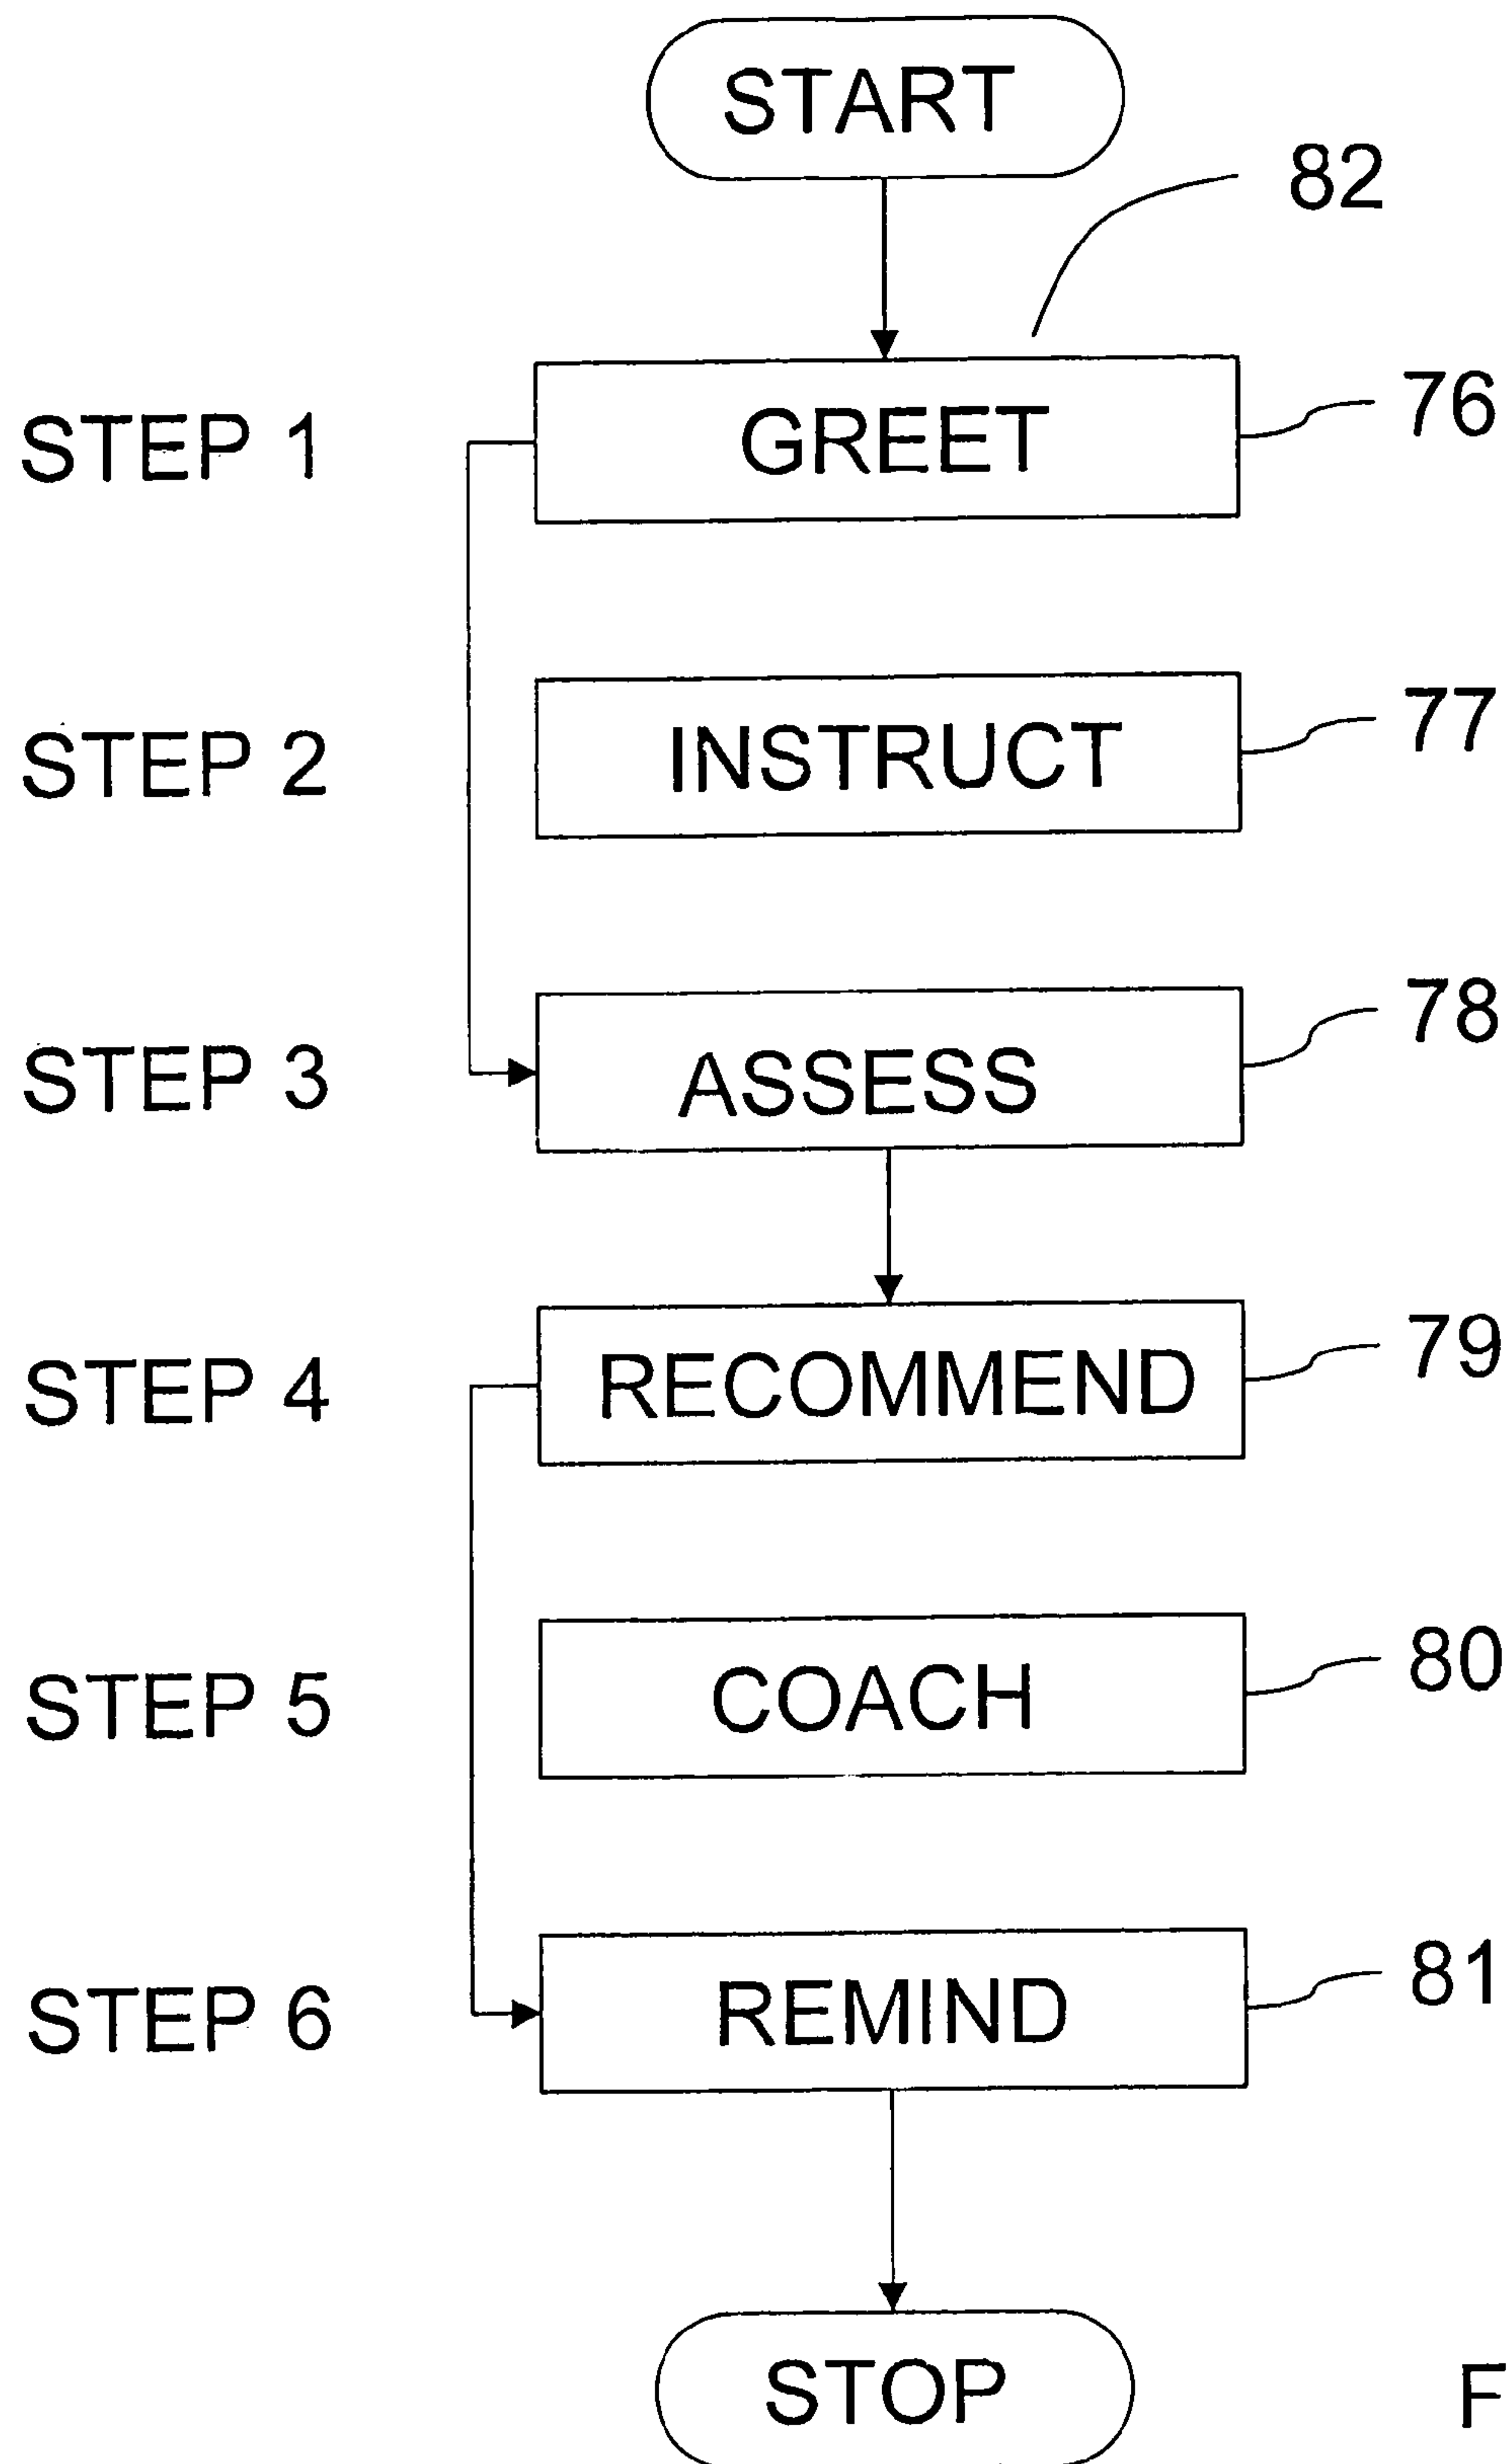 START
82
STEP 1 GREET 76
STEP 2 INSTRUCT 77
STEP 3 ASSESS 78
STEP 4 RECOMMEND 79
STEP 5 COACH 80
STEP 6 REMIND 81
STOP
F